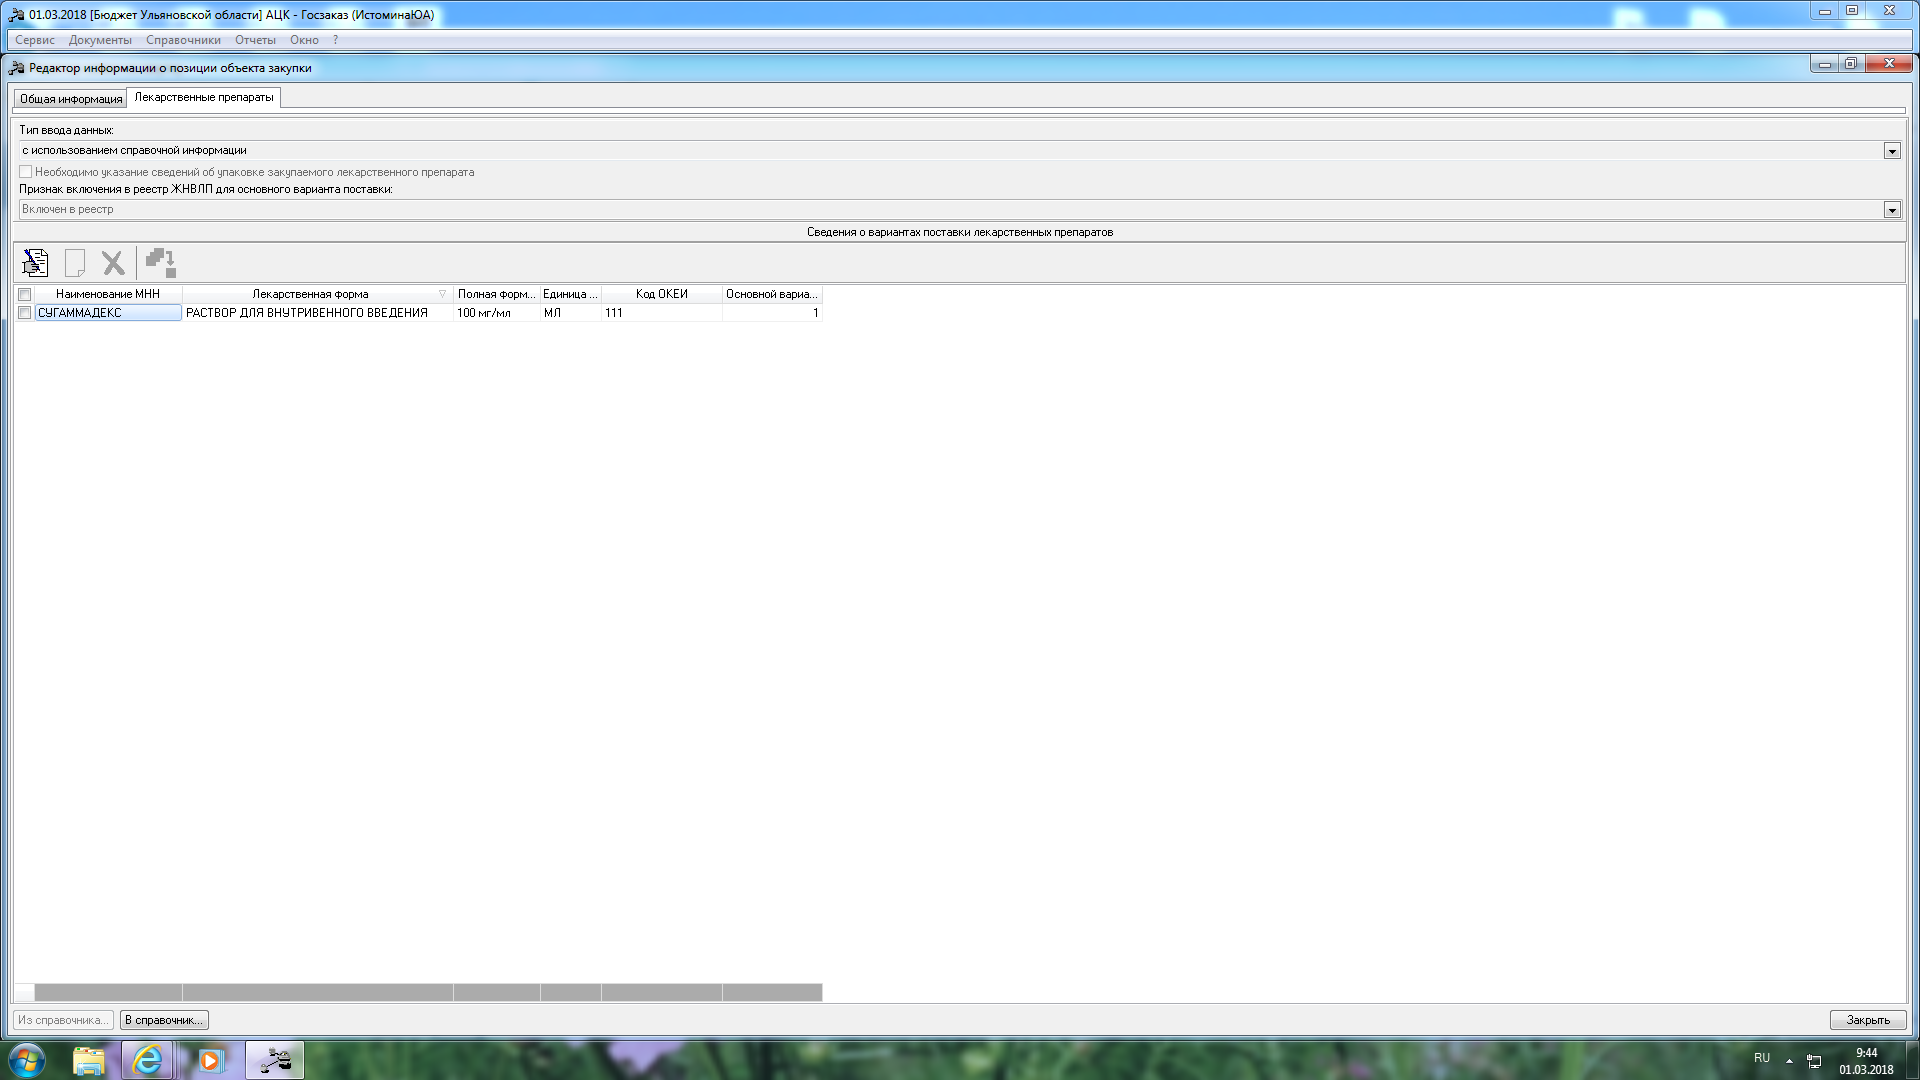 01.03.2018 [Бюджет Ульяновской области] АЦК - Госзаказ (ИстоминаЮА)
Сервис Документы Справочники Отчеты Окно ?
Редактор информации о позиции объекта закупки
Общая информация Лекарственные препараты
Тип ввода данных:
с использованием справочной информации
Необходимо указание сведений об упаковке закупаемого лекарственного препарата
Признак включения в реестр ЖНВЛП для основного варианта поставки:
Включен в реестр
Сведения о вариантах поставки лекарственных препаратов
Наименование МНН Лекарственная форма Полная форм... Единица ... Код ОКЕИ Основной вариа...
СУГАММАДЕКС РАСТВОР ДЛЯ ВНУТРИВЕННОГО ВВЕДЕНИЯ 100 мг/мл МЛ 111 1
Из справочника... В справочник... Закрыть
RU 9:44
01.03.2018